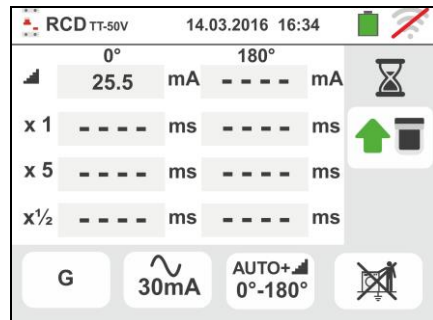 RCD TT-50V 14.03.2016 16:34
0° 180°
25.5 mA - - - - mA
x 1 - - - - ms - - - - ms
x 5 - - - - ms - - - - ms
x½ - - - - ms - - - - ms
G 30mA AUTO+ 0°-180°